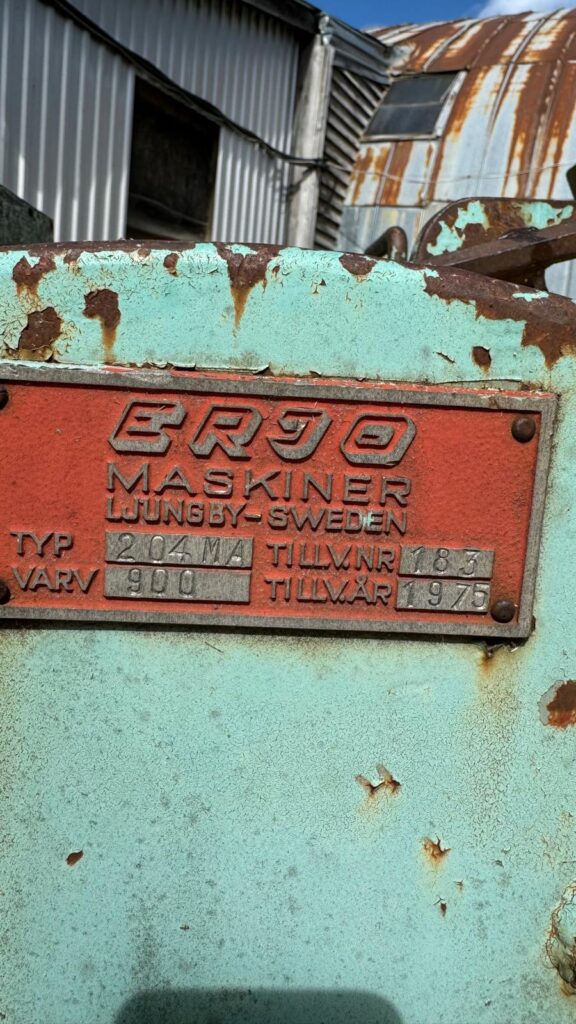 ERJO
MASKINER
LJUNGBY-SWEDEN
TYP 204 MA TILLV.NR 183
VARV 900 TILLV.ÅR 1975